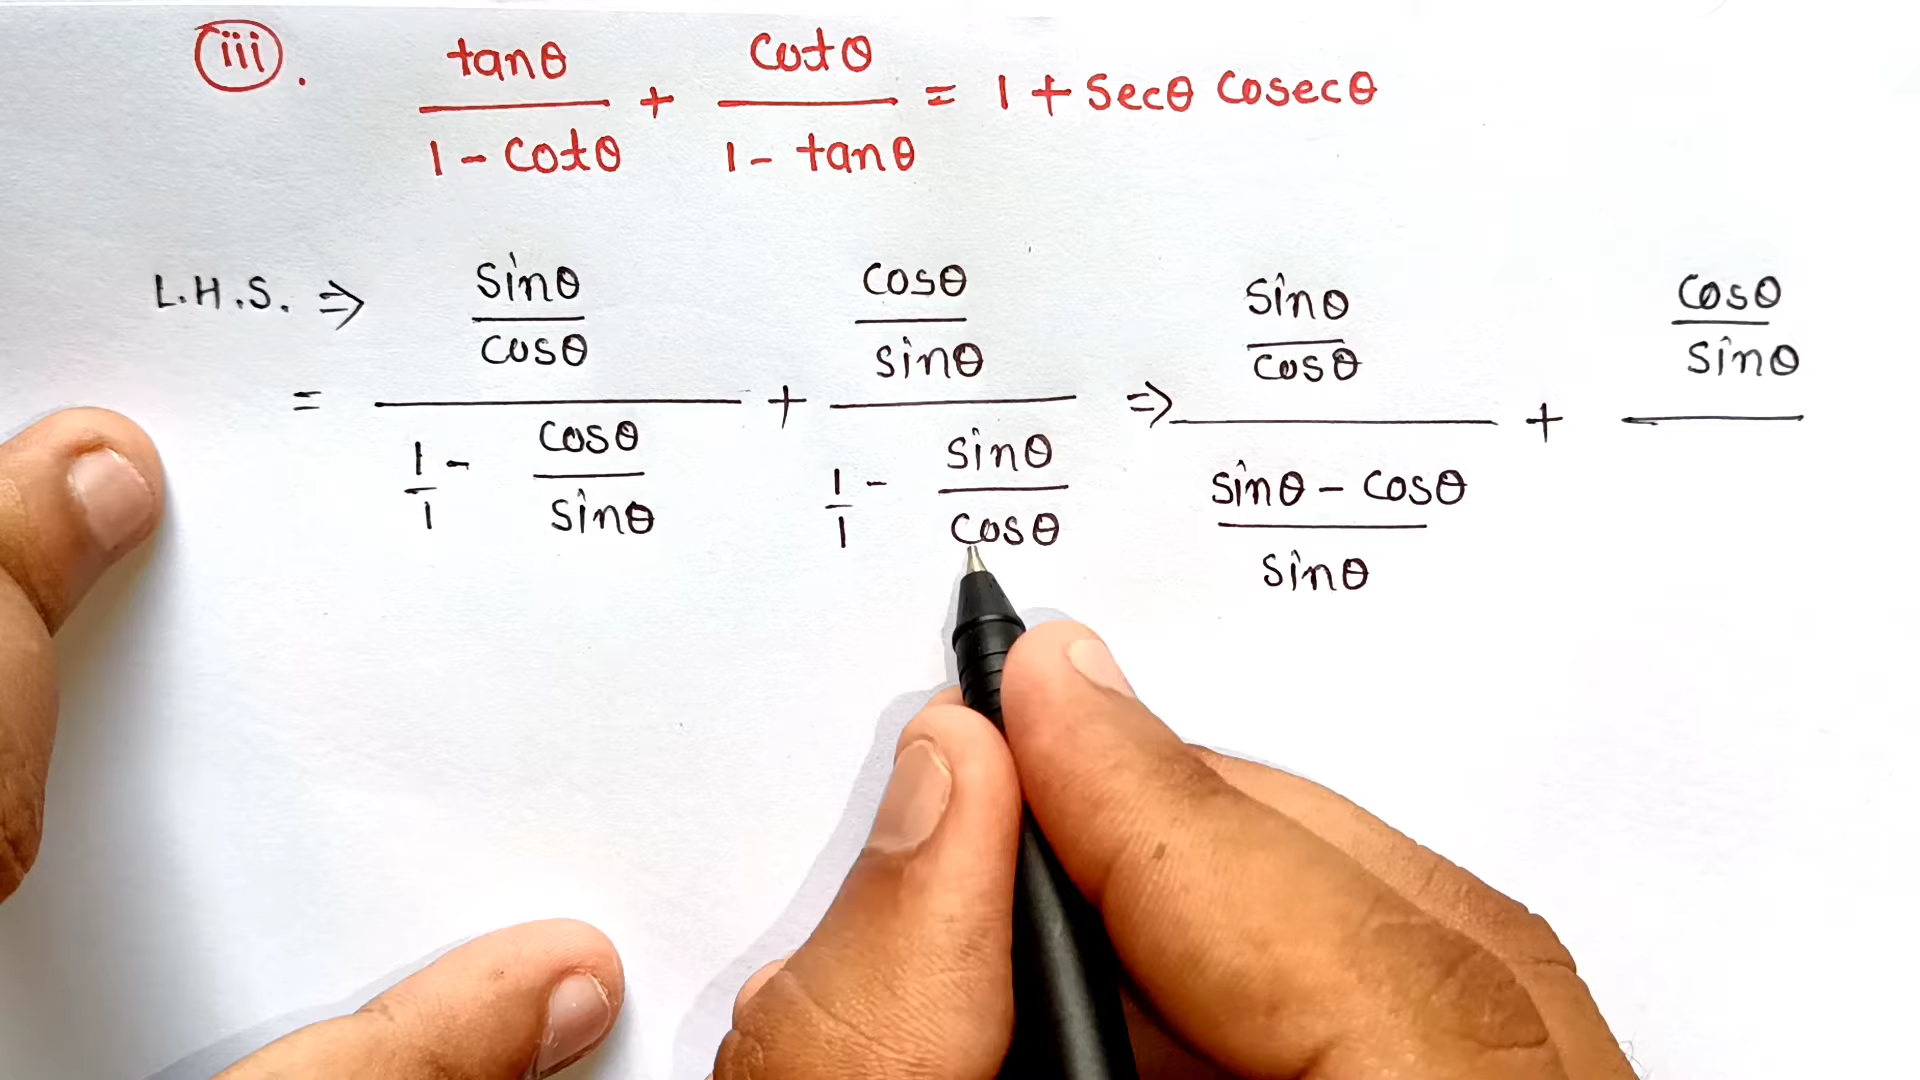 (iii). tanθ/(1 - cotθ) + cotθ/(1 - tanθ) = 1 + secθ cosecθ
L.H.S. ⇒
= (sinθ/cosθ)/(1/1 - cosθ/sinθ) + (cosθ/sinθ)/(1/1 - sinθ/cosθ) ⇒ (sinθ/cosθ)/((sinθ - cosθ)/sinθ) + (cosθ/sinθ)/